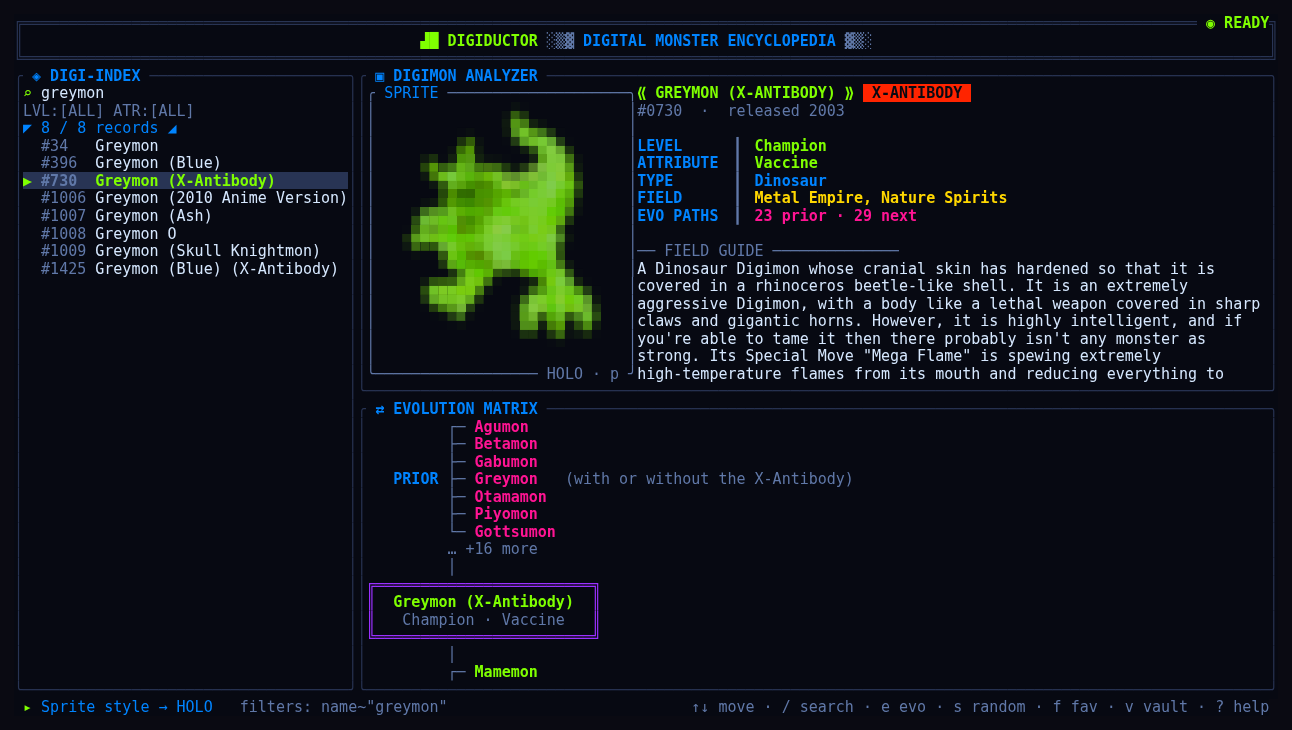 ◉ READY
▟█ DIGIDUCTOR ░▒▓ DIGITAL MONSTER ENCYCLOPEDIA ▓▒░
◈ DIGI-INDEX
⌕ greymon
LVL:[ALL] ATR:[ALL]
◤ 8 / 8 records ◢
#34 Greymon
#396 Greymon (Blue)
▶ #730 Greymon (X-Antibody)
#1006 Greymon (2010 Anime Version)
#1007 Greymon (Ash)
#1008 Greymon O
#1009 Greymon (Skull Knightmon)
#1425 Greymon (Blue) (X-Antibody)
▣ DIGIMON ANALYZER
SPRITE
HOLO · p
⟪ GREYMON (X-ANTIBODY) ⟫ X-ANTIBODY
#0730 · released 2003
LEVEL ┃ Champion
ATTRIBUTE ┃ Vaccine
TYPE ┃ Dinosaur
FIELD ┃ Metal Empire, Nature Spirits
EVO PATHS ┃ 23 prior · 29 next
── FIELD GUIDE ──────────────
A Dinosaur Digimon whose cranial skin has hardened so that it is
covered in a rhinoceros beetle-like shell. It is an extremely
aggressive Digimon, with a body like a lethal weapon covered in sharp
claws and gigantic horns. However, it is highly intelligent, and if
you're able to tame it then there probably isn't any monster as
strong. Its Special Move "Mega Flame" is spewing extremely
high-temperature flames from its mouth and reducing everything to
⇄ EVOLUTION MATRIX
┌─ Agumon
├─ Betamon
├─ Gabumon
PRIOR ├─ Greymon (with or without the X-Antibody)
├─ Otamamon
├─ Piyomon
└─ Gottsumon
… +16 more
Greymon (X-Antibody)
Champion · Vaccine
┌─ Mamemon
▸ Sprite style → HOLO filters: name~"greymon"
↑↓ move · / search · e evo · s random · f fav · v vault · ? help